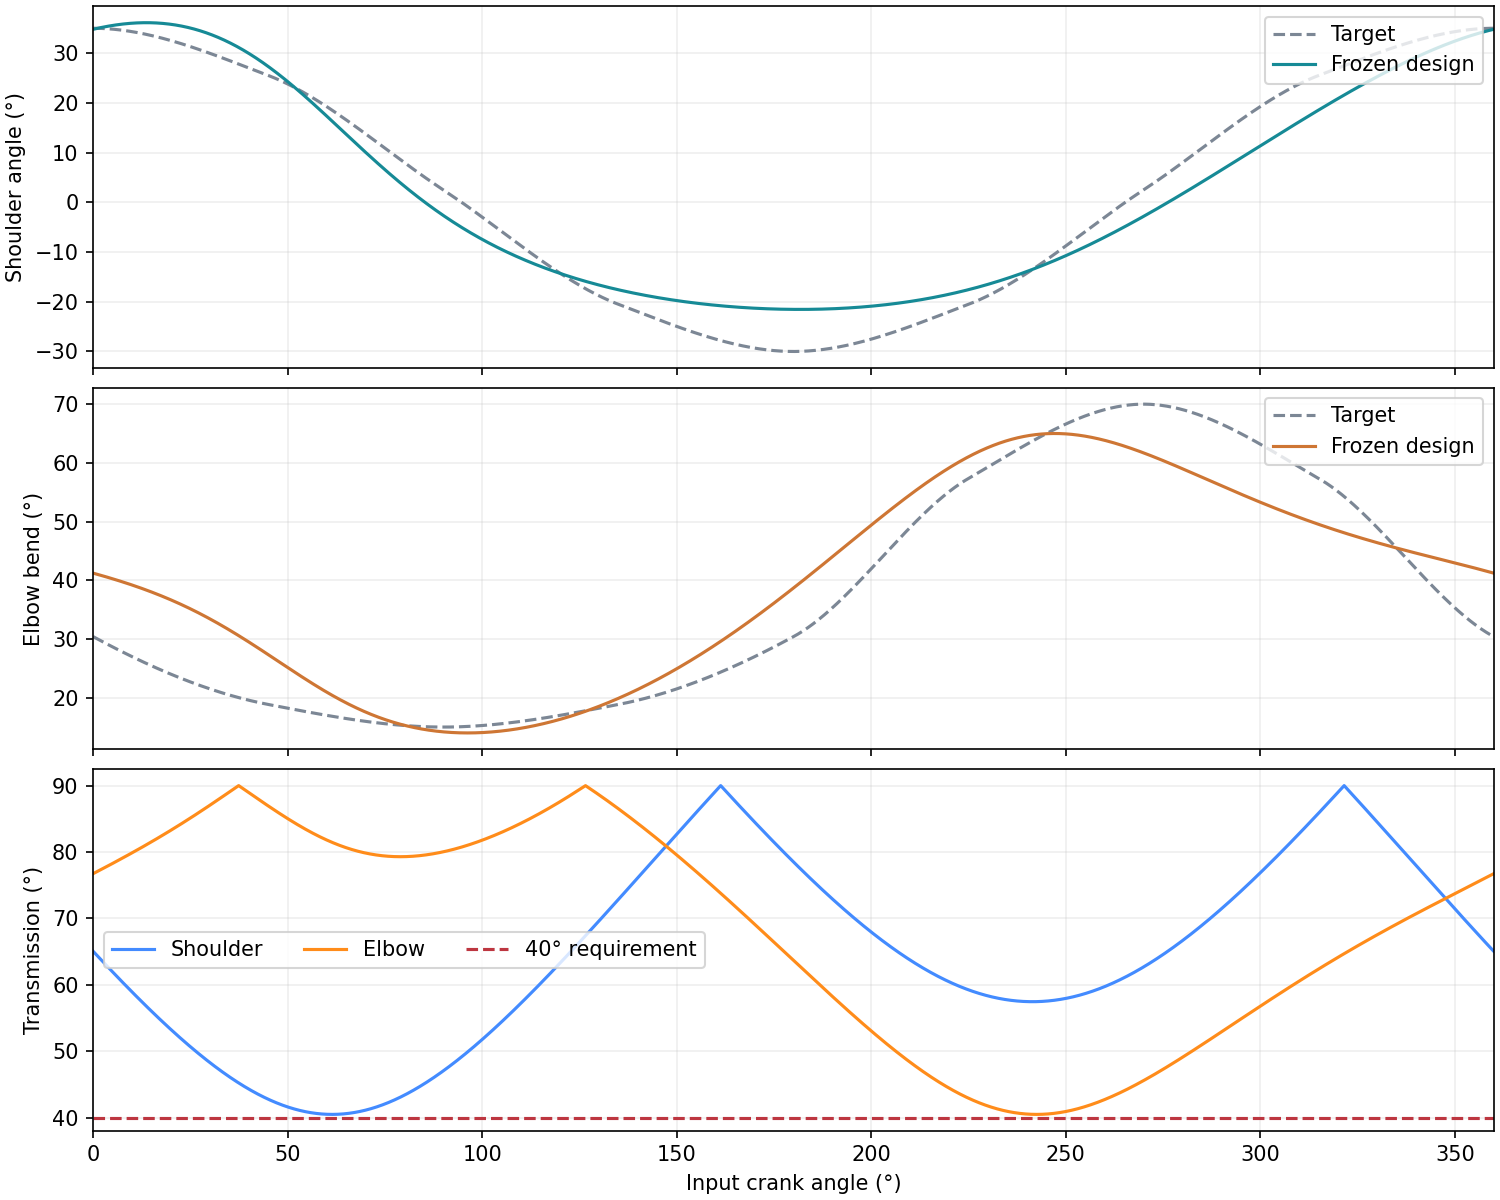 Shoulder angle (°)
30
20
10
0
−10
−20
−30
Target
Frozen design
Elbow bend (°)
70
60
50
40
30
20
Target
Frozen design
Transmission (°)
90
80
70
60
50
40
Shoulder Elbow 40° requirement
0 50 100 150 200 250 300 350
Input crank angle (°)